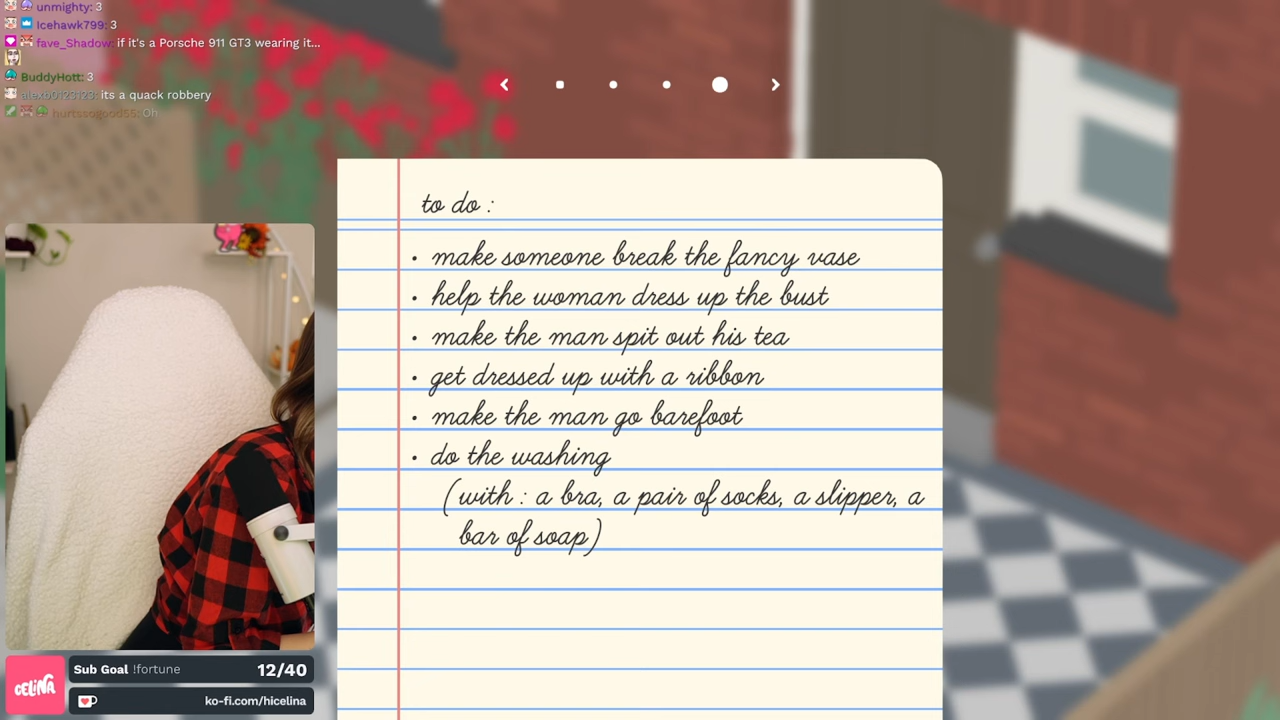 unmighty: 3
Icehawk799: 3
fave_Shadow: if it's a Porsche 911 GT3 wearing it...
BuddyHott: 3
alexb0123123: its a quack robbery
hurtssogood55: Oh
to do :
• make someone break the fancy vase
• help the woman dress up the bust
• make the man spit out his tea
• get dressed up with a ribbon
• make the man go barefoot
• do the washing
(with : a bra, a pair of socks, a slipper, a
bar of soap)
CELINA
Sub Goal !fortune 12/40
ko-fi.com/hicelina